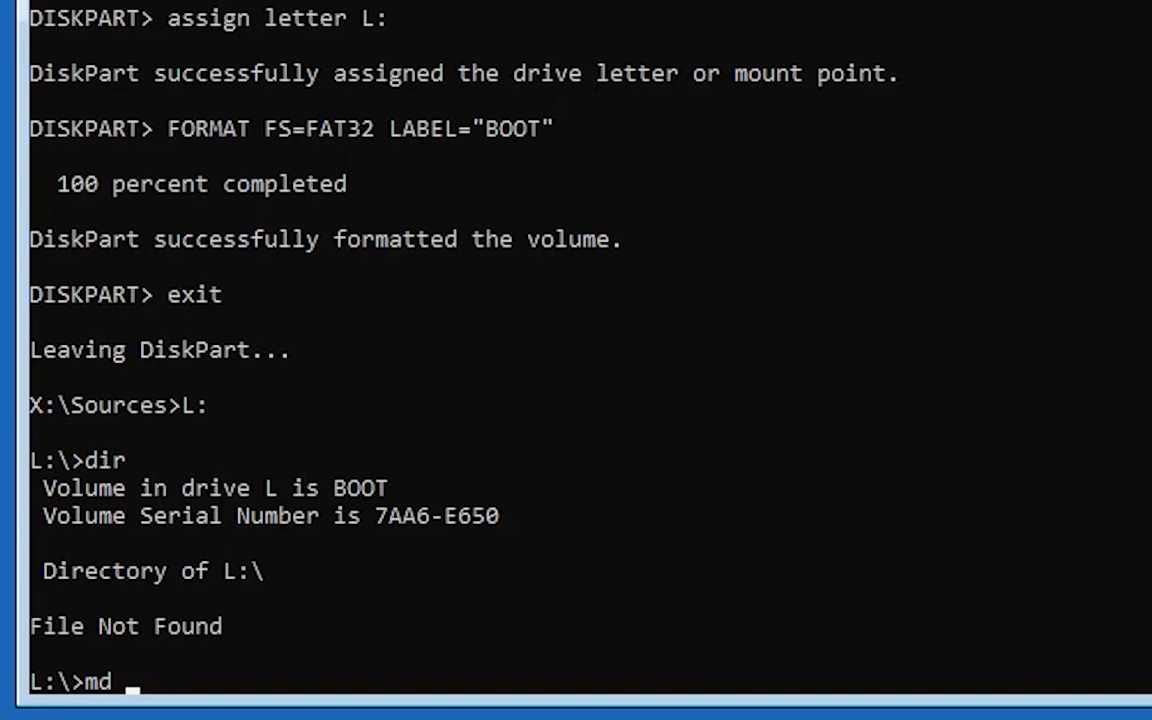 DISKPART> assign letter L:
DiskPart successfully assigned the drive letter or mount point.
DISKPART> FORMAT FS=FAT32 LABEL="BOOT"
100 percent completed
DiskPart successfully formatted the volume.
DISKPART> exit
Leaving DiskPart...
X:\Sources>L:
L:\>dir
Volume in drive L is BOOT
Volume Serial Number is 7AA6-E650
Directory of L:\
File Not Found
L:\>md _